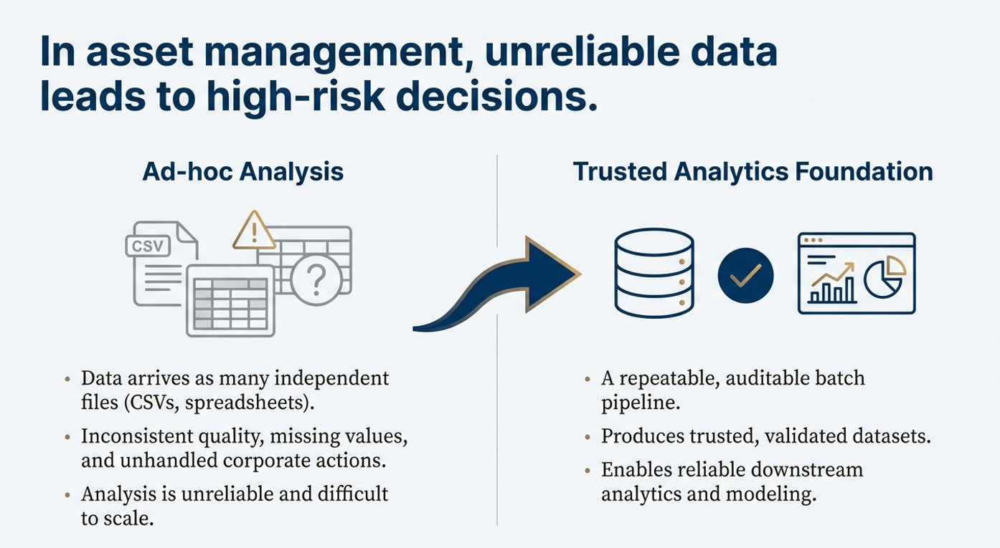 In asset management, unreliable data
leads to high-risk decisions.
Ad-hoc Analysis
CSV
!
?
• Data arrives as many independent
files (CSVs, spreadsheets).
• Inconsistent quality, missing values,
and unhandled corporate actions.
• Analysis is unreliable and difficult
to scale.
Trusted Analytics Foundation
• A repeatable, auditable batch
pipeline.
• Produces trusted, validated datasets.
• Enables reliable downstream
analytics and modeling.